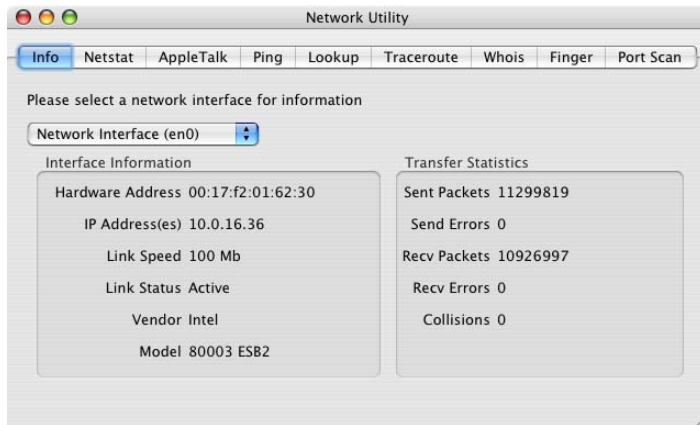 Network Utility
Info Netstat AppleTalk Ping Lookup Traceroute Whois Finger Port Scan
Please select a network interface for information
Network Interface (en0)
Interface Information
Hardware Address 00:17:f2:01:62:30
IP Address(es) 10.0.16.36
Link Speed 100 Mb
Link Status Active
Vendor Intel
Model 80003 ESB2
Transfer Statistics
Sent Packets 11299819
Send Errors 0
Recv Packets 10926997
Recv Errors 0
Collisions 0